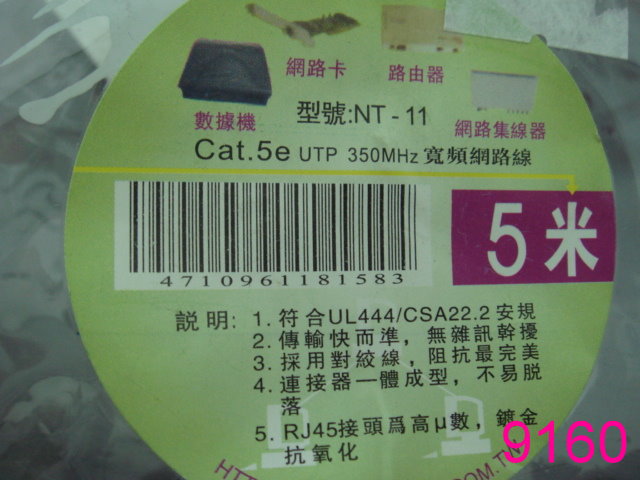 網路卡
路由器
數據機
型號:NT-11
網路集線器
Cat.5e UTP 350MHz 寬頻網路線
5米
4710961181583
説明: 1. 符合UL444/CSA22.2安規
2. 傳輸快而準，無雜訊幹擾
3. 採用對絞線，阻抗最完美
4. 連接器一體成型，不易脱
落
5. RJ45接頭爲高μ數，鍍金
抗氧化
9160